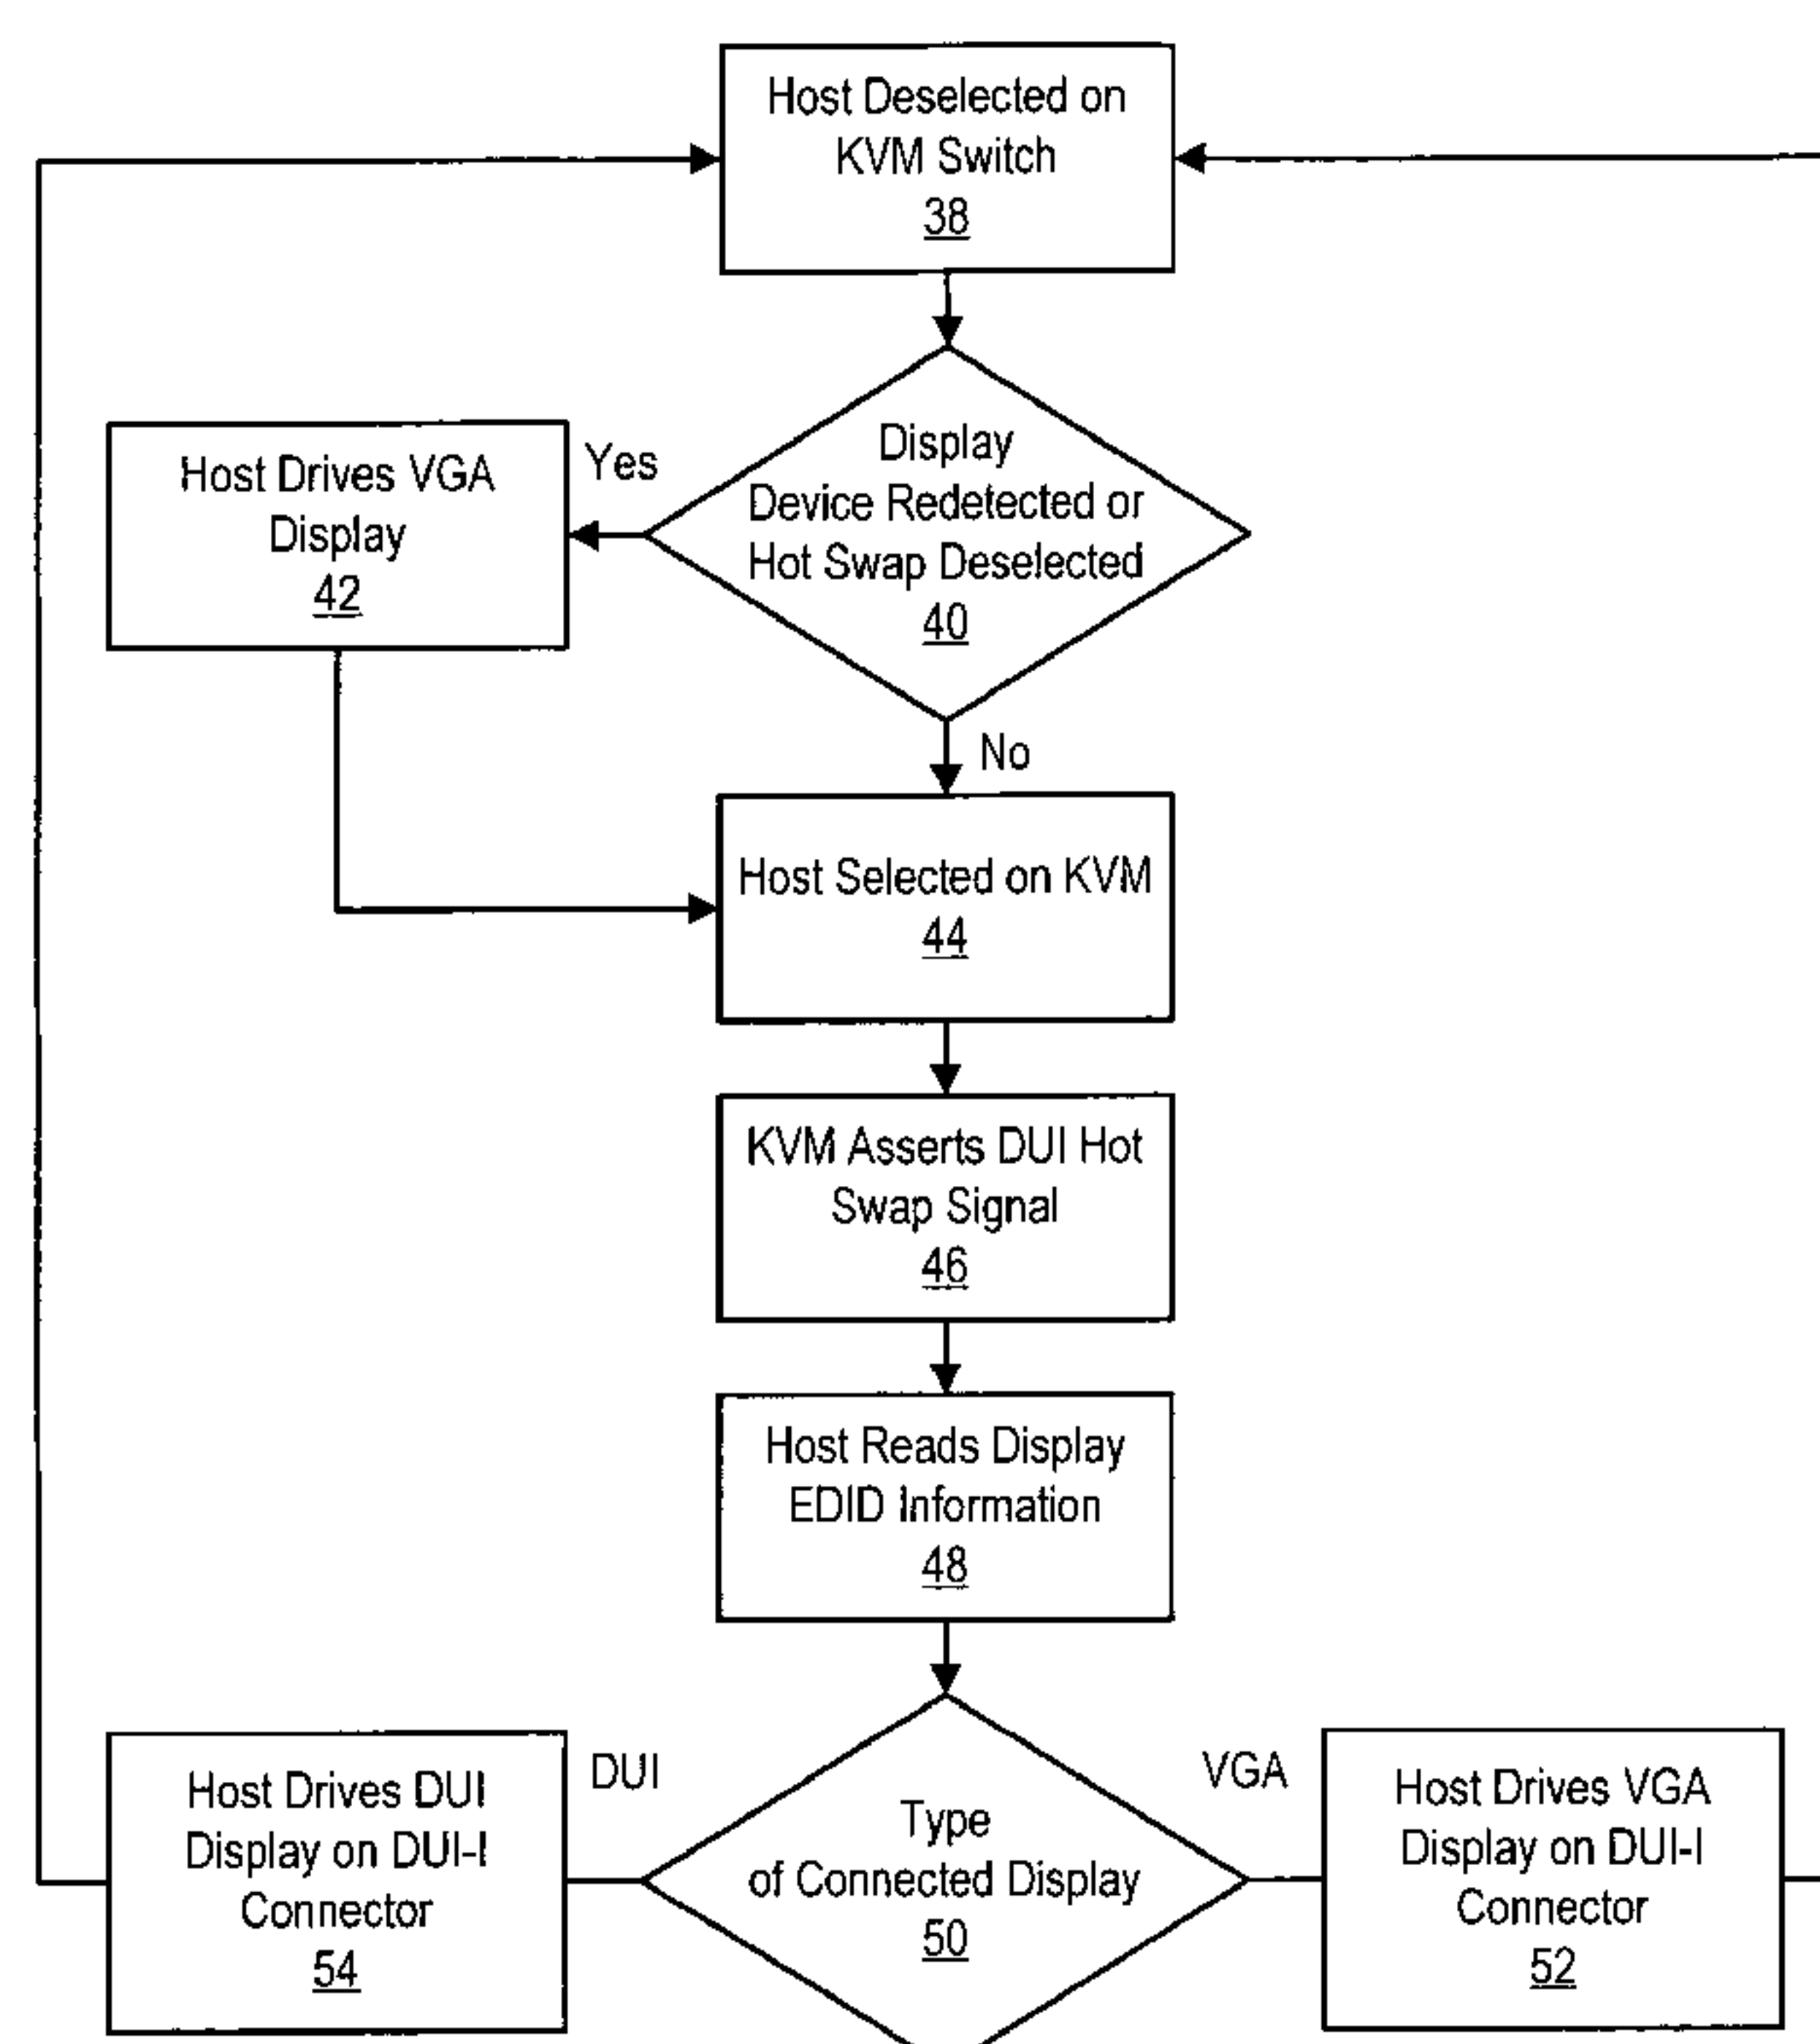 Host Deselected on
KVM Switch
38
Display
Device Redetected or
Hot Swap Deselected
40
Yes
Host Drives VGA
Display
42
No
Host Selected on KVM
44
KVM Asserts DUI Hot
Swap Signal
46
Host Reads Display
EDID Information
48
Type
of Connected Display
50
DUI
Host Drives DUI
Display on DUI-I
Connector
54
VGA
Host Drives VGA
Display on DUI-I
Connector
52